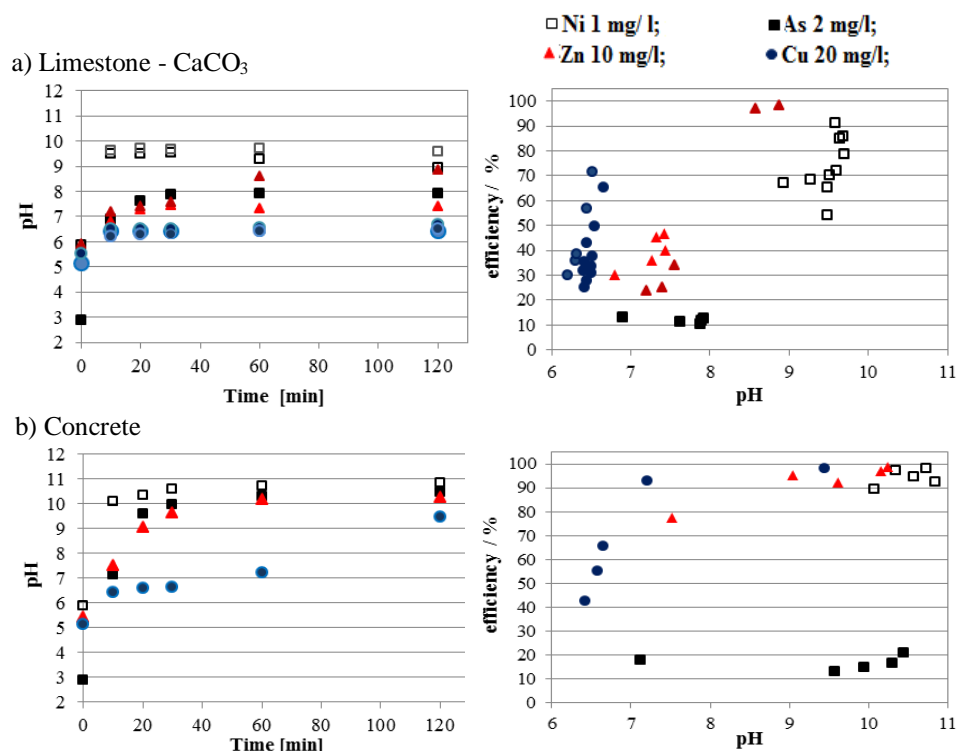 Ni 1 mg/ l; As 2 mg/l;
Zn 10 mg/l; Cu 20 mg/l;
a) Limestone - CaCO₃
12
11
10
9
8
7
6
5
4
3
2
pH
0 20 40 60 80 100 120
Time [min]
100
90
80
70
60
50
40
30
20
10
0
efficiency/ %
6 7 8 9 10 11
pH
b) Concrete
12
11
10
9
8
7
6
5
4
3
2
pH
0 20 40 60 80 100 120
Time [min]
100
90
80
70
60
50
40
30
20
10
0
efficiency / %
6 7 8 9 10 11
pH